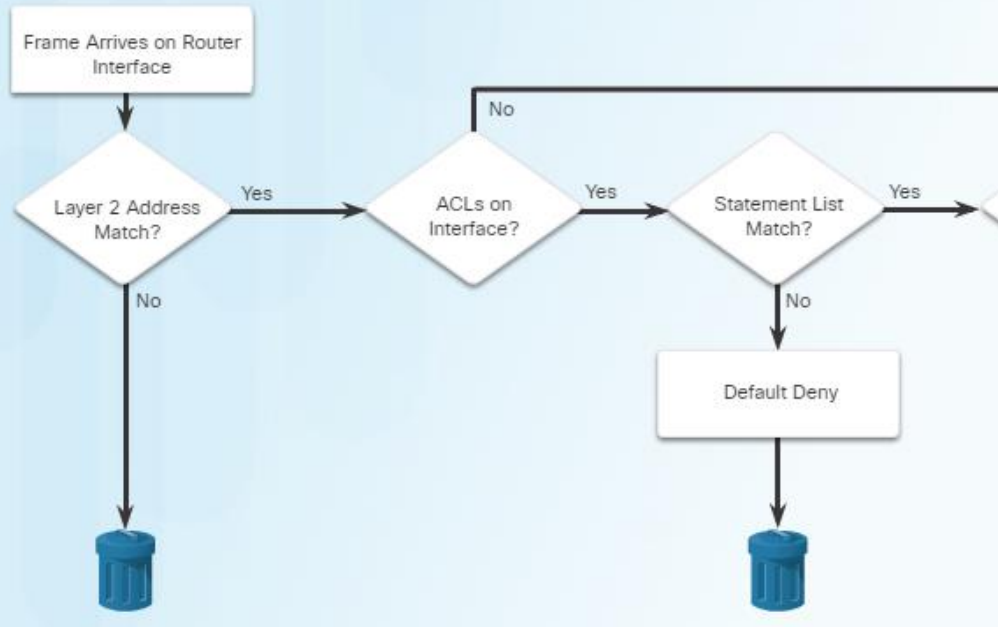 Frame Arrives on Router
Interface
No
Layer 2 Address
Match?
Yes
ACLs on
Interface?
Yes
Statement List
Match?
Yes
No
No
Default Deny